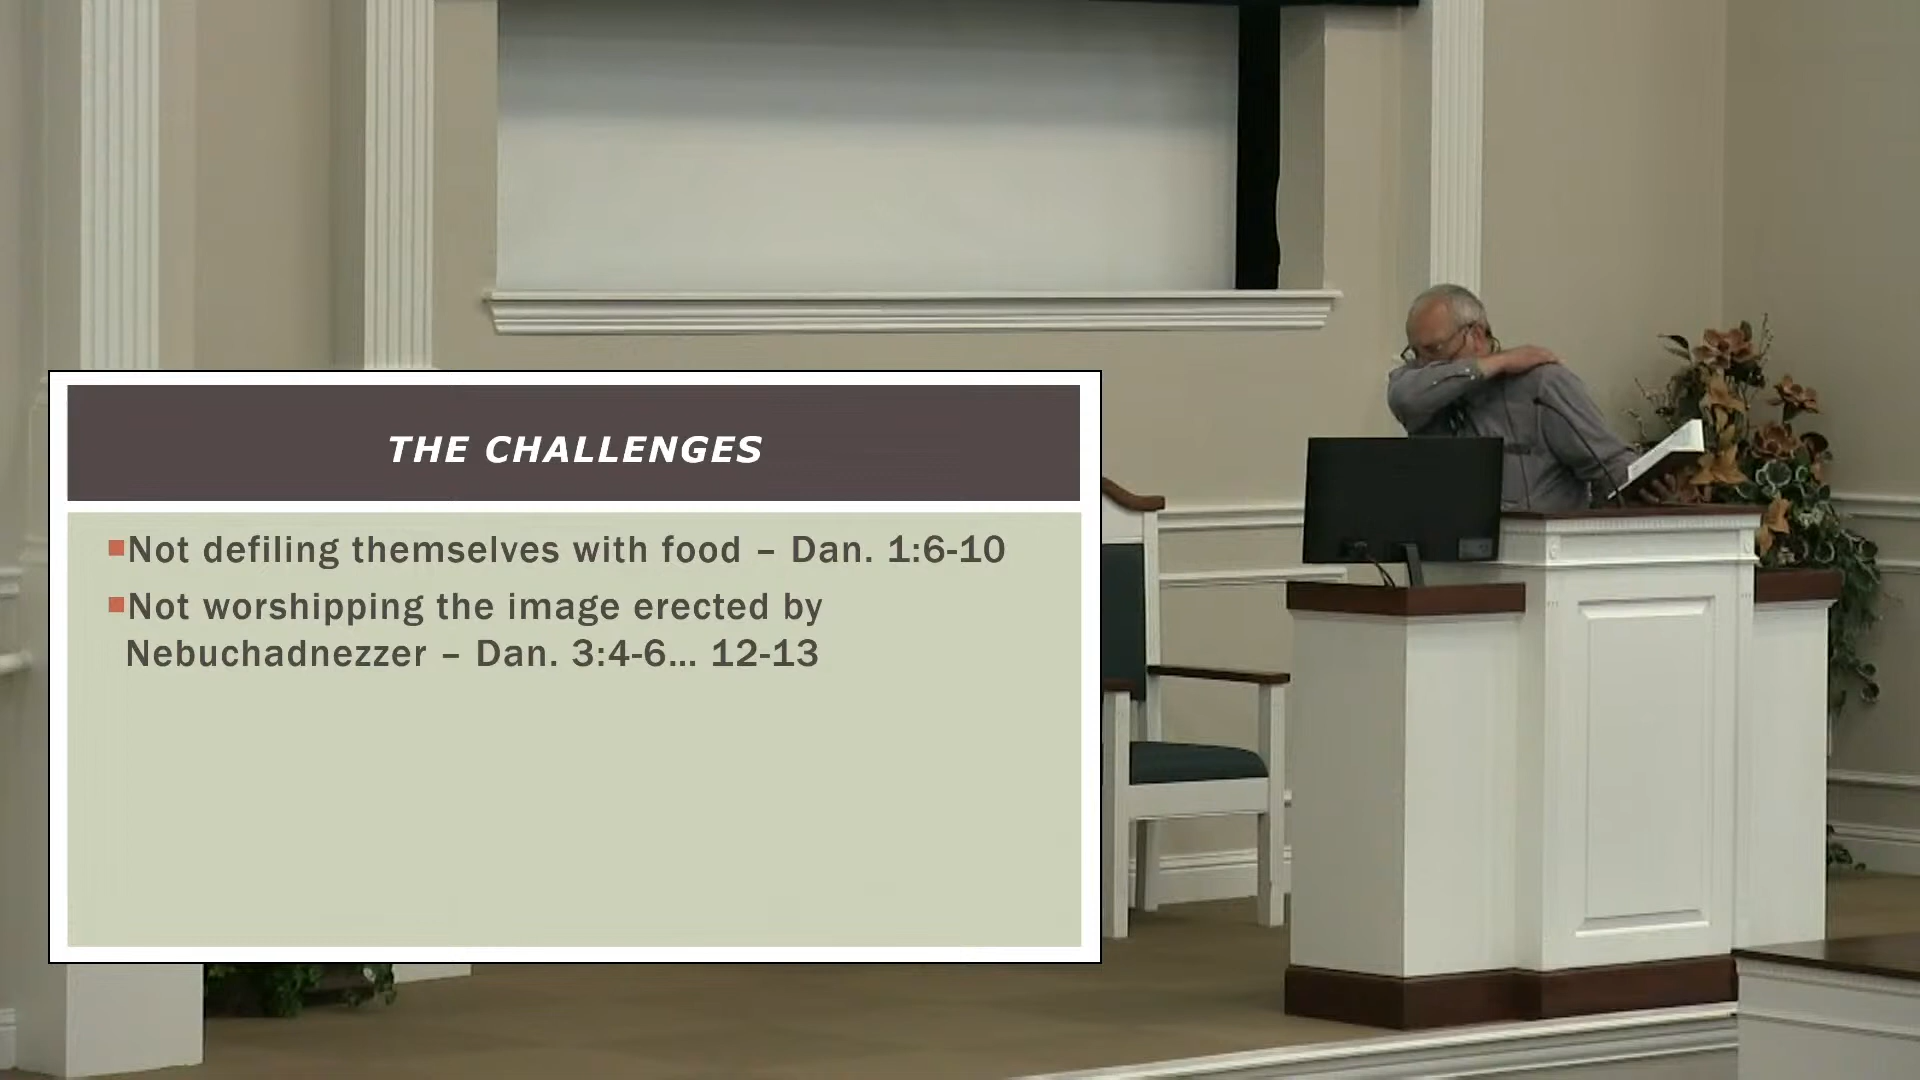 THE CHALLENGES
Not defiling themselves with food – Dan. 1:6-10
Not worshipping the image erected by
Nebuchadnezzer – Dan. 3:4-6... 12-13